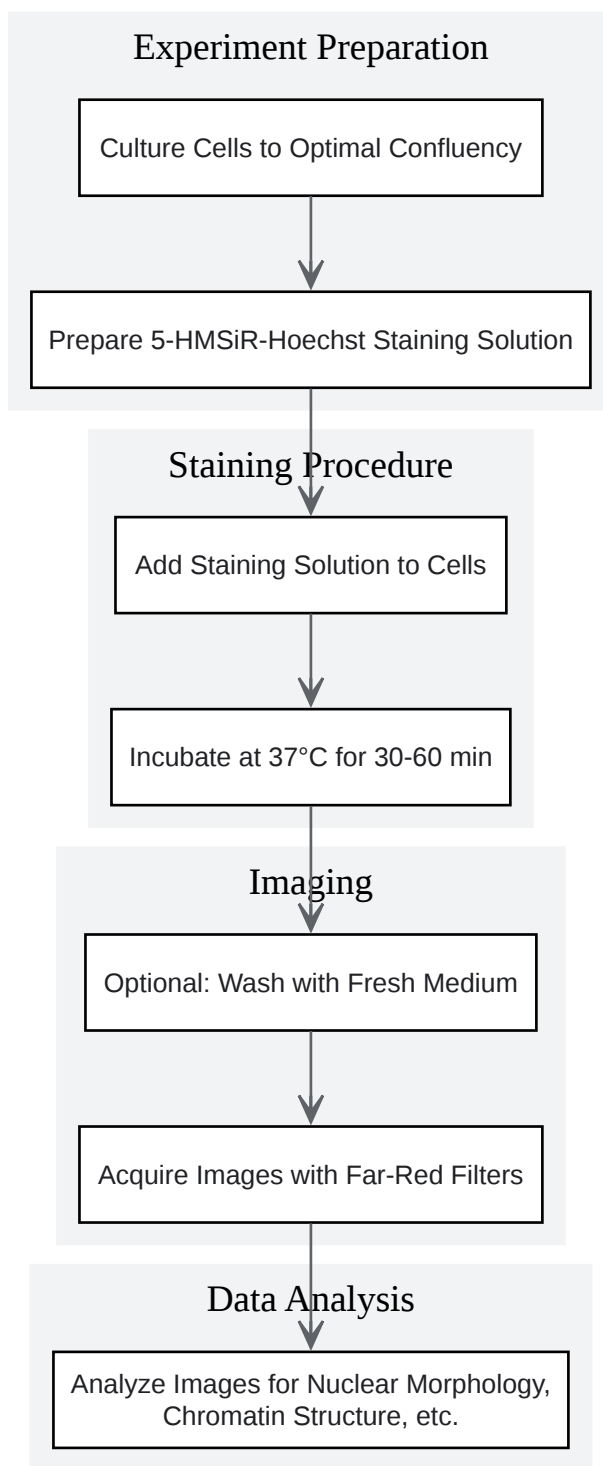 Experiment Preparation
Culture Cells to Optimal Confluency
Prepare 5-HMSiR-Hoechst Staining Solution
Staining Procedure
Add Staining Solution to Cells
Incubate at 37°C for 30-60 min
Imaging
Optional: Wash with Fresh Medium
Acquire Images with Far-Red Filters
Data Analysis
Analyze Images for Nuclear Morphology,
Chromatin Structure, etc.